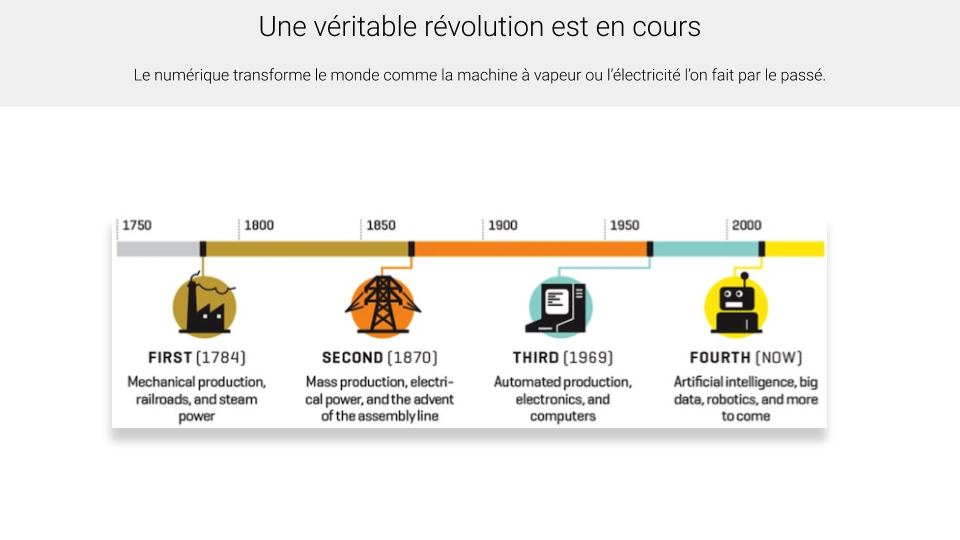 Une véritable révolution est en cours
Le numérique transforme le monde comme la machine à vapeur ou l'électricité l'on fait par le passé.
1750 1800 1850 1900 1950 2000
FIRST (1784)
Mechanical production,
railroads, and steam
power
SECOND (1870)
Mass production, electri-
cal power, and the advent
of the assembly line
THIRD (1969)
Automated production,
electronics, and
computers
FOURTH (NOW)
Artificial intelligence, big
data, robotics, and more
to come